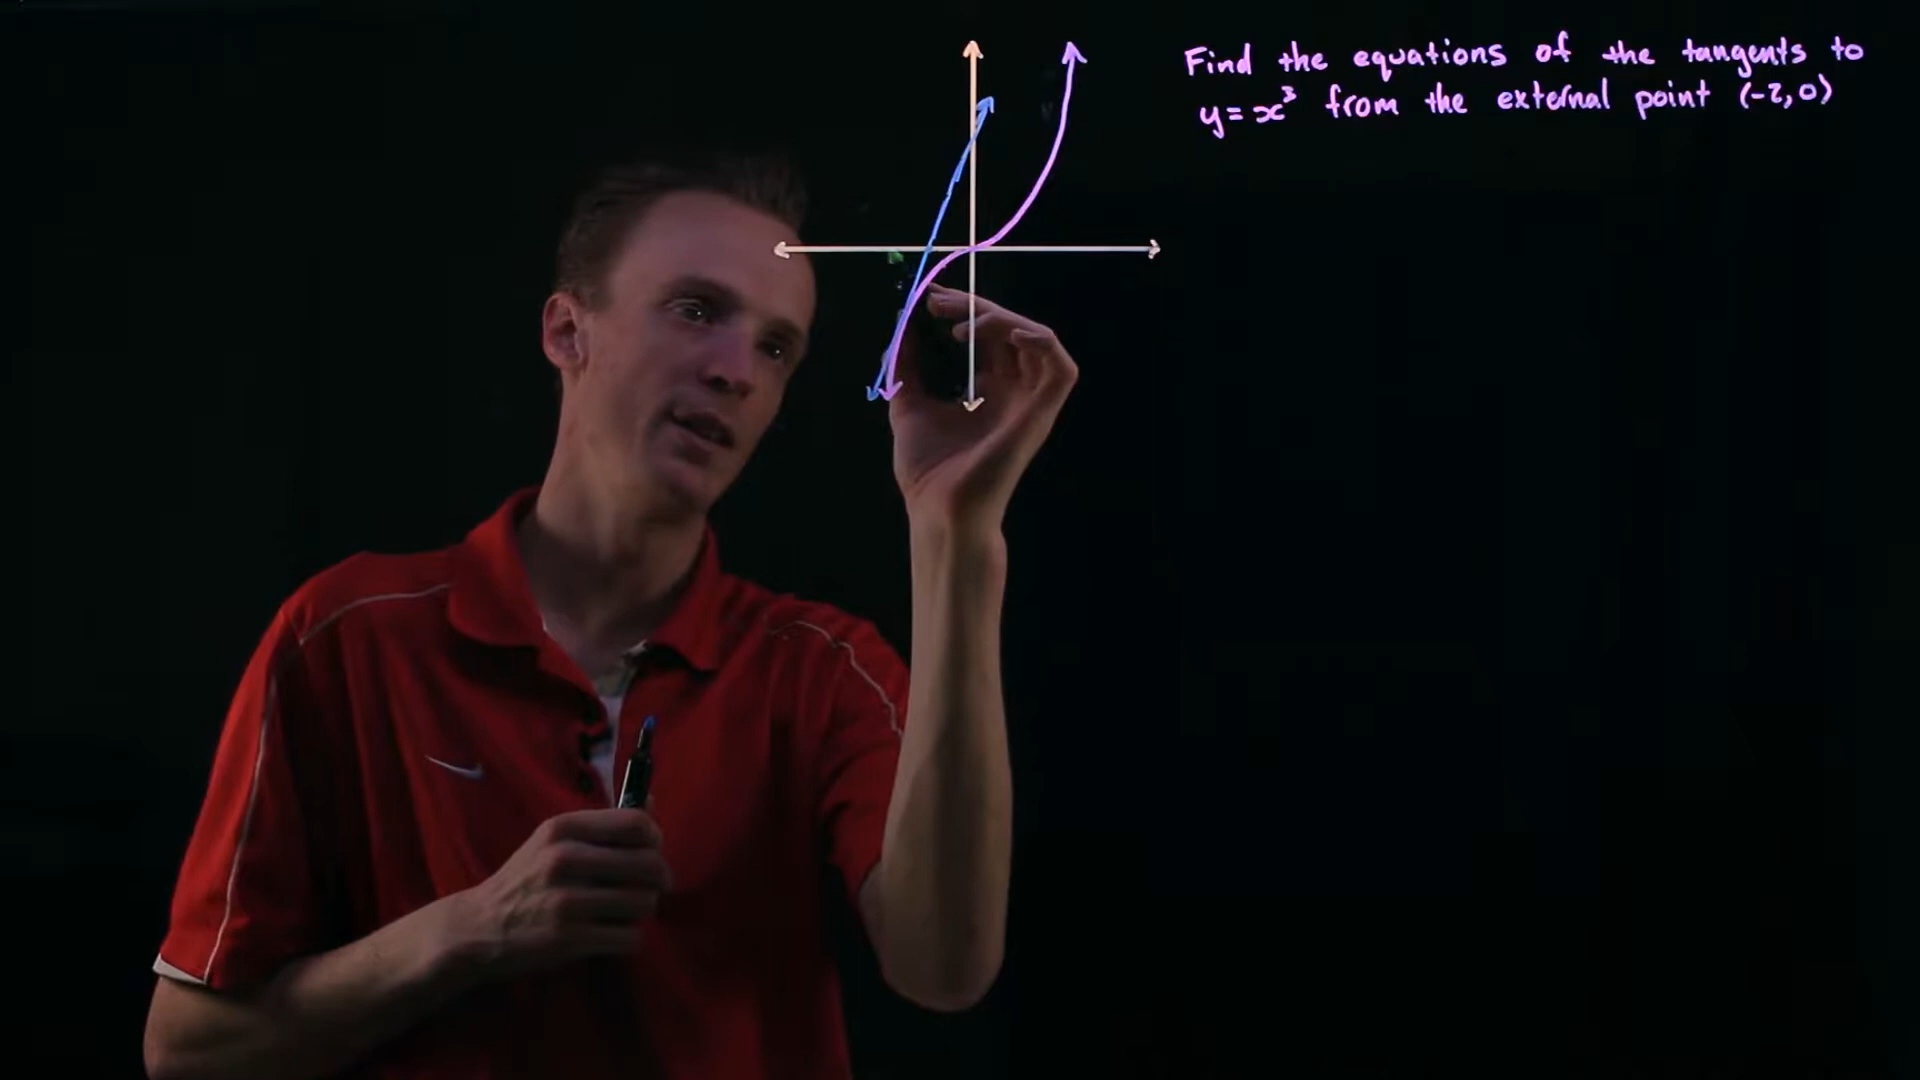 Find the equations of the tangents to
y = x³ from the external point (-2,0)